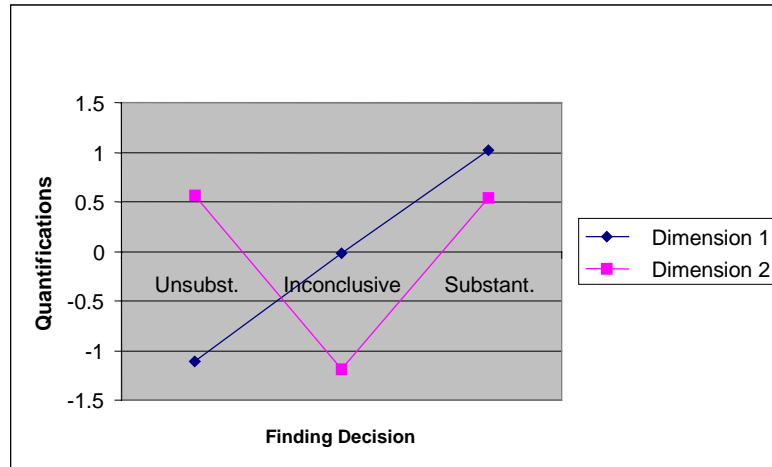 1.5
1
0.5
0
-0.5
-1
-1.5
Quantifications
Unsubst. Inconclusive Substant.
Finding Decision
Dimension 1
Dimension 2